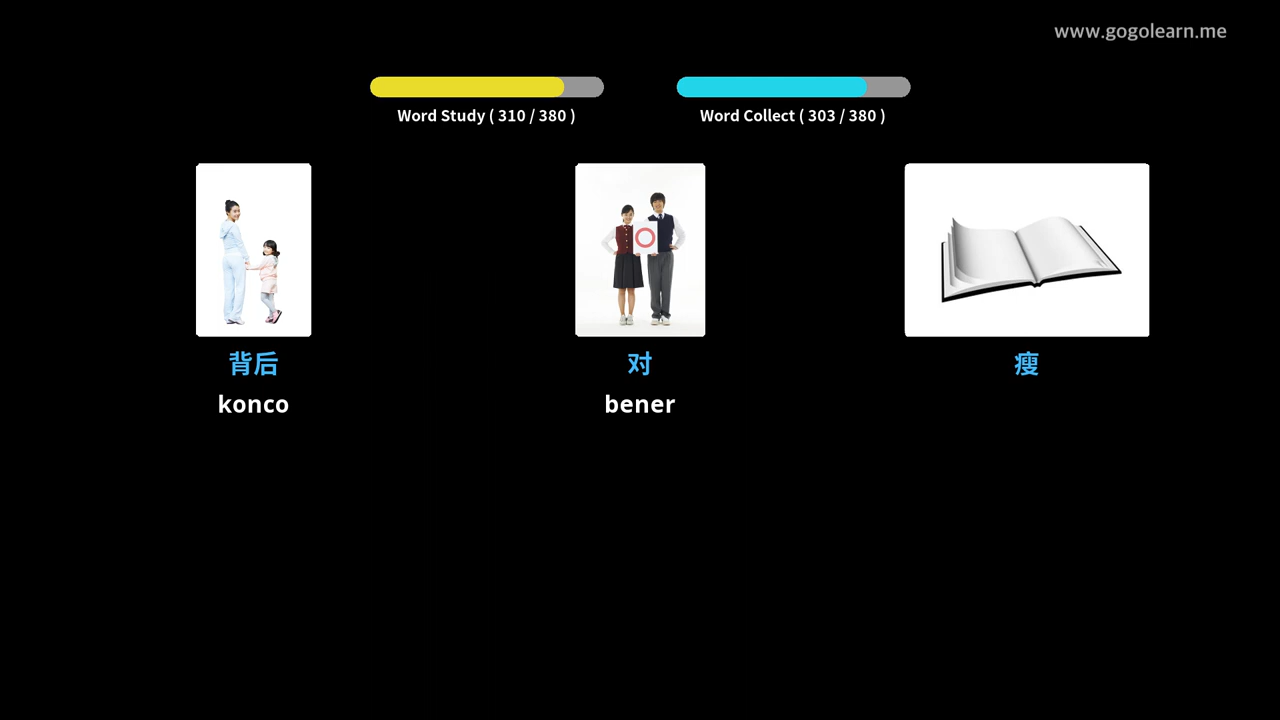 www.gogolearn.me
Word Study ( 310 / 380 )
Word Collect ( 303 / 380 )
背后
对
瘦
konco
bener